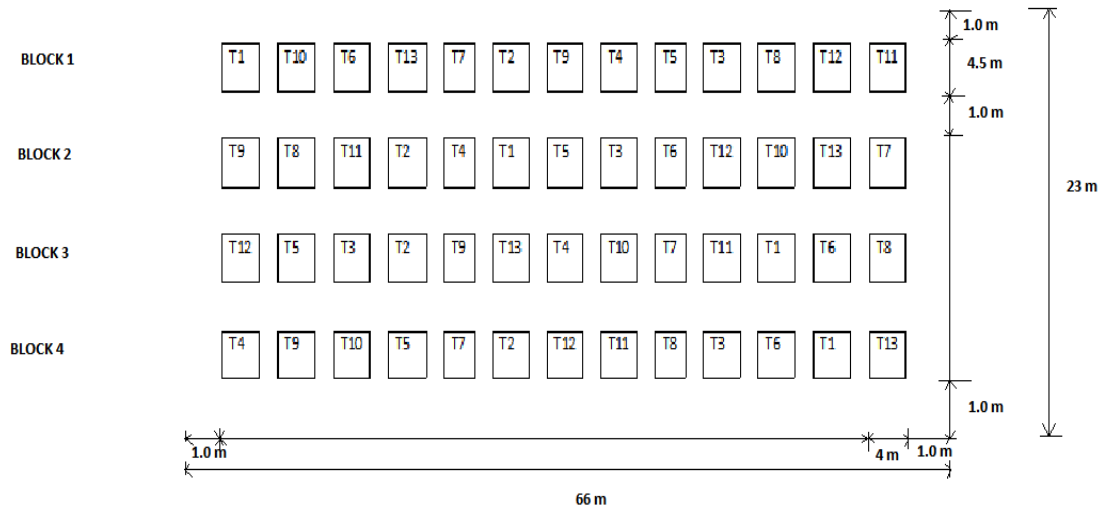 1.0 m
BLOCK 1 T1 T10 T6 T13 T7 T2 T9 T4 T5 T3 T8 T12 T11 4.5 m
1.0 m
BLOCK 2 T9 T8 T11 T2 T4 T1 T5 T3 T6 T12 T10 T13 T7
23 m
BLOCK 3 T12 T5 T3 T2 T9 T13 T4 T10 T7 T11 T1 T6 T8
BLOCK 4 T4 T9 T10 T5 T7 T2 T12 T11 T8 T3 T6 T1 T13
1.0 m
1.0 m 4 m 1.0 m
66 m